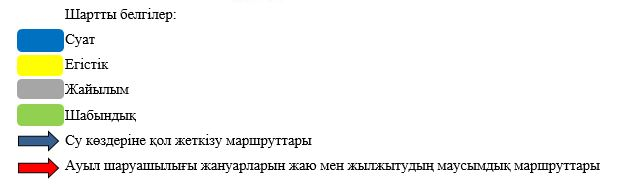 Шартты белгілер:
Суат
Егістік
Жайылым
Шабындық
Су көздеріне қол жеткізу маршруттары
Ауыл шаруашылығы жануарларын жаю мен жылжытудың маусымдық маршруттары